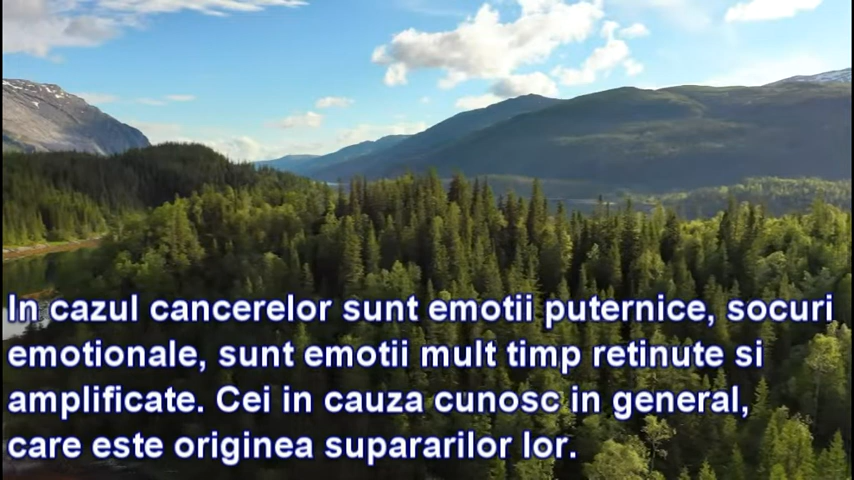 In cazul cancerelor sunt emotii puternice, socuri
emotionale, sunt emotii mult timp retinute si
amplificate. Cei in cauza cunosc in general,
care este originea supararilor lor.